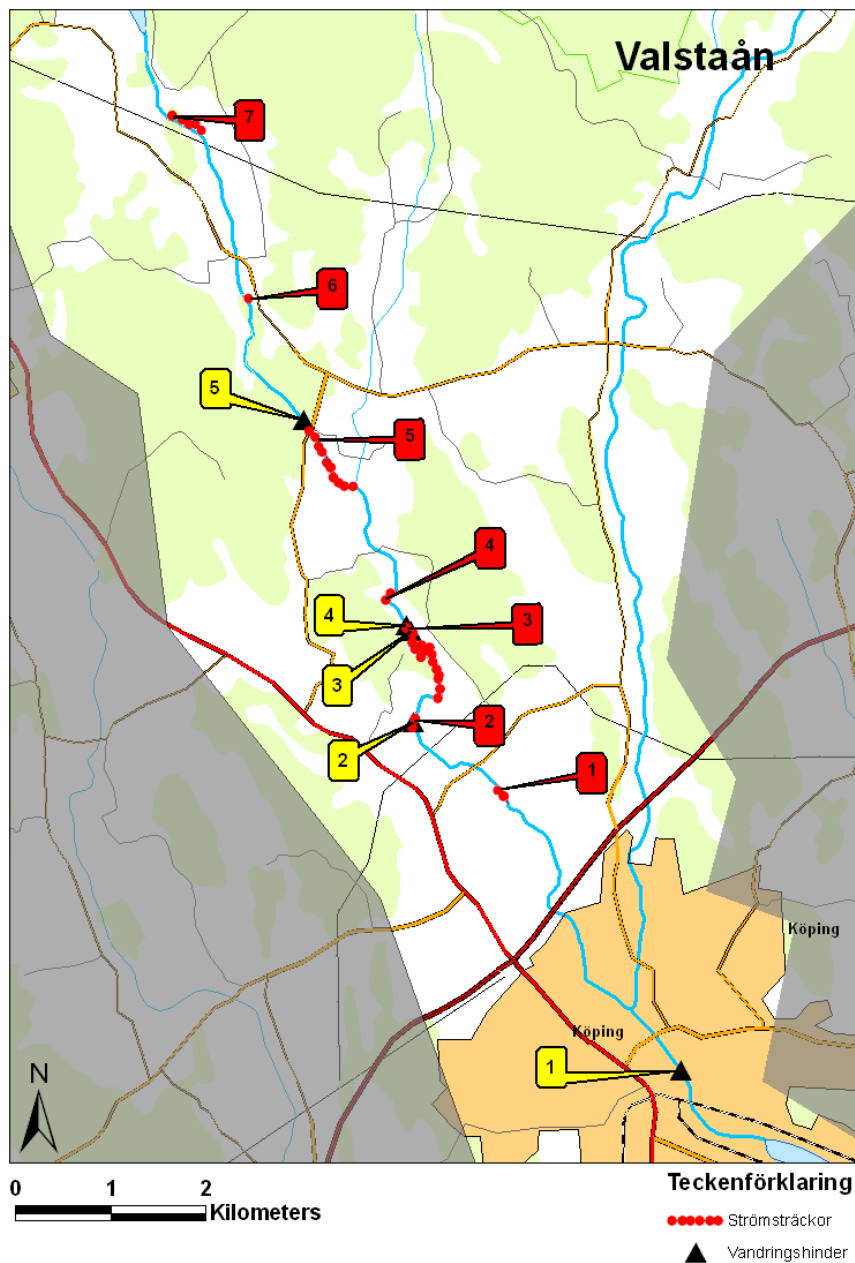 Valstaån
7
6
5
5
4
4
3
3
2
2
1
Köping
Köping
1
N
0 1 2
Kilometers
Teckenförklaring
Strömsträckor
Vandringshinder